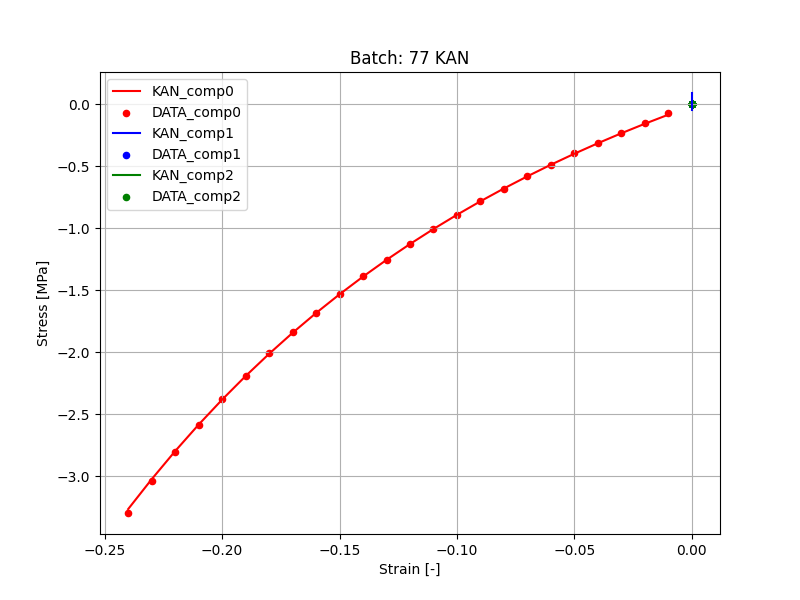 Batch: 77 KAN
KAN_comp0
DATA_comp0
KAN_comp1
DATA_comp1
KAN_comp2
DATA_comp2
0.0
−0.5
−1.0
−1.5
−2.0
−2.5
−3.0
Stress [MPa]
−0.25 −0.20 −0.15 −0.10 −0.05 0.00
Strain [-]